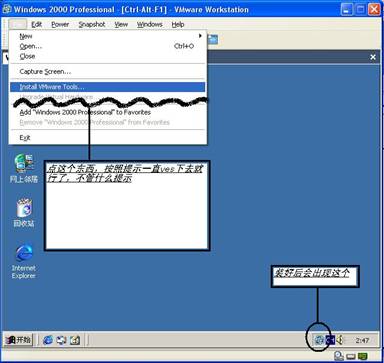 Windows 2000 Professional - [Ctrl-Alt-F1] - VMware Workstation
Edit Power Snapshot View Windows Help
New
Open... Ctrl+O
Close
Capture Screen...
Install VMware Tools...
Upgrade Virtual Hardware
Add "Windows 2000 Professional" to Favorites
Remove "Windows 2000 Professional" from Favorites
Exit
点这个东西，按照提示一直yes下去就
行了，不管什么提示
网上邻居
回收站
Internet
Explorer
装好后会出现这个
开始
2:47